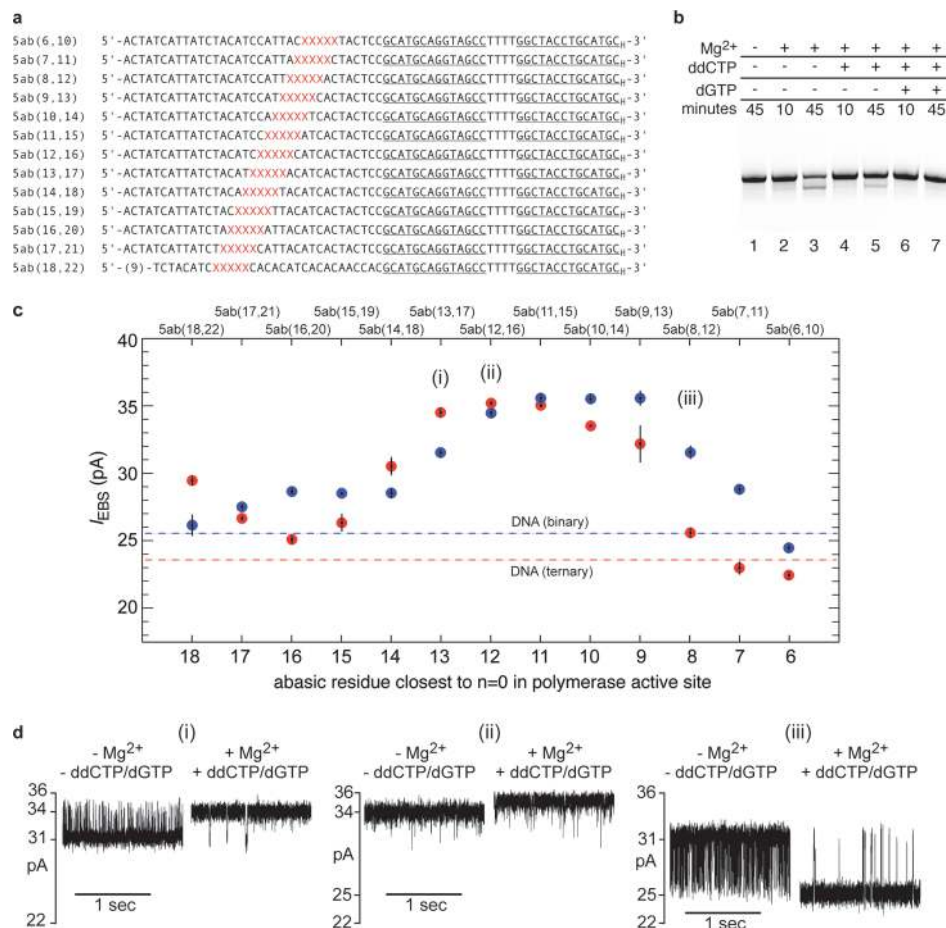 a
5ab(6,10) 5'-ACTATCATTATCTACATCCATTACXXXXXTACTCCGCATGCAGGTAGCCTTTTGGCTACCTGCATGCH-3'
5ab(7,11) 5'-ACTATCATTATCTACATCCATTAXXXXXCTACTCCGCATGCAGGTAGCCTTTTGGCTACCTGCATGCH-3'
5ab(8,12) 5'-ACTATCATTATCTACATCCATTXXXXXACTACTCCGCATGCAGGTAGCCTTTTGGCTACCTGCATGCH-3'
5ab(9,13) 5'-ACTATCATTATCTACATCCATXXXXXCACTACTCCGCATGCAGGTAGCCTTTTGGCTACCTGCATGCH-3'
5ab(10,14) 5'-ACTATCATTATCTACATCCAXXXXXTCACTACTCCGCATGCAGGTAGCCTTTTGGCTACCTGCATGCH-3'
5ab(11,15) 5'-ACTATCATTATCTACATCCXXXXXATCACTACTCCGCATGCAGGTAGCCTTTTGGCTACCTGCATGCH-3'
5ab(12,16) 5'-ACTATCATTATCTACATCXXXXXCATCACTACTCCGCATGCAGGTAGCCTTTTGGCTACCTGCATGCH-3'
5ab(13,17) 5'-ACTATCATTATCTACATXXXXXACATCACTACTCCGCATGCAGGTAGCCTTTTGGCTACCTGCATGCH-3'
5ab(14,18) 5'-ACTATCATTATCTACAXXXXXTACATCACTACTCCGCATGCAGGTAGCCTTTTGGCTACCTGCATGCH-3'
5ab(15,19) 5'-ACTATCATTATCTACXXXXXTTACATCACTACTCCGCATGCAGGTAGCCTTTTGGCTACCTGCATGCH-3'
5ab(16,20) 5'-ACTATCATTATCTAXXXXXATTACATCACTACTCCGCATGCAGGTAGCCTTTTGGCTACCTGCATGCH-3'
5ab(17,21) 5'-ACTATCATTATCTXXXXXCATTACATCACTACTCCGCATGCAGGTAGCCTTTTGGCTACCTGCATGCH-3'
5ab(18,22) 5'-(9)-TCTACATCXXXXXCACACATCACACAACCACGCATGCAGGTAGCCTTTTGGCTACCTGCATGCH-3'
b
Mg2+ - + + + + + +
ddCTP - - - + + + +
dGTP - - - - - + +
minutes 45 10 45 10 45 10 45
1 2 3 4 5 6 7
c
5ab(17,21) 5ab(15,19) 5ab(13,17) 5ab(11,15) 5ab(9,13) 5ab(7,11)
5ab(18,22) 5ab(16,20) 5ab(14,18) 5ab(12,16) 5ab(10,14) 5ab(8,12) 5ab(6,10)
40
(i) (ii)
(iii)
35
30
IEBS (pA)
DNA (binary)
25
DNA (ternary)
20
18 17 16 15 14 13 12 11 10 9 8 7 6
abasic residue closest to n=0 in polymerase active site
d
(i) (ii) (iii)
- Mg2+ + Mg2+ - Mg2+ + Mg2+ - Mg2+ + Mg2+
- ddCTP/dGTP + ddCTP/dGTP - ddCTP/dGTP + ddCTP/dGTP - ddCTP/dGTP + ddCTP/dGTP
36 36 36
34 34
31 31 31
pA pA pA
25 25
1 sec 1 sec 1 sec
22 22 22